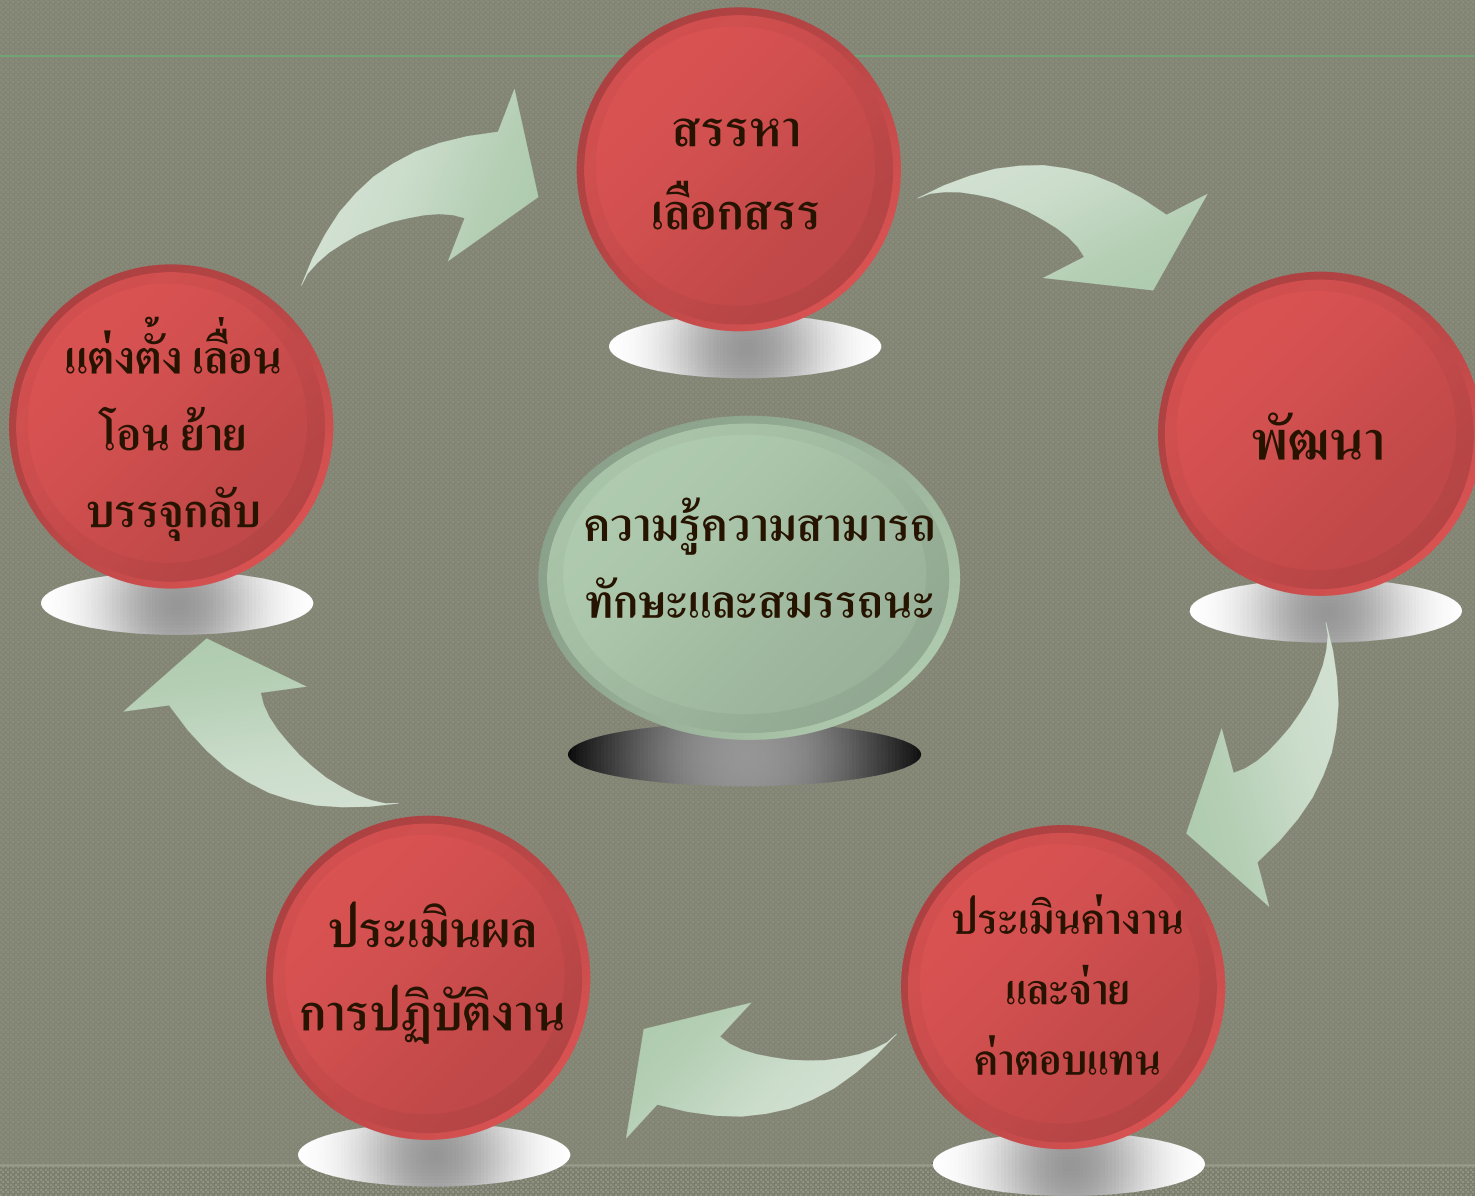 สรรหา
เลือกสรร
พัฒนา
ประเมินค่างาน
และจ่าย
ค่าตอบแทน
ประเมินผล
การปฏิบัติงาน
แต่งตั้ง เลื่อน
โอน ย้าย
บรรจุกลับ
ความรู้ความสามารถ
ทักษะและสมรรถนะ